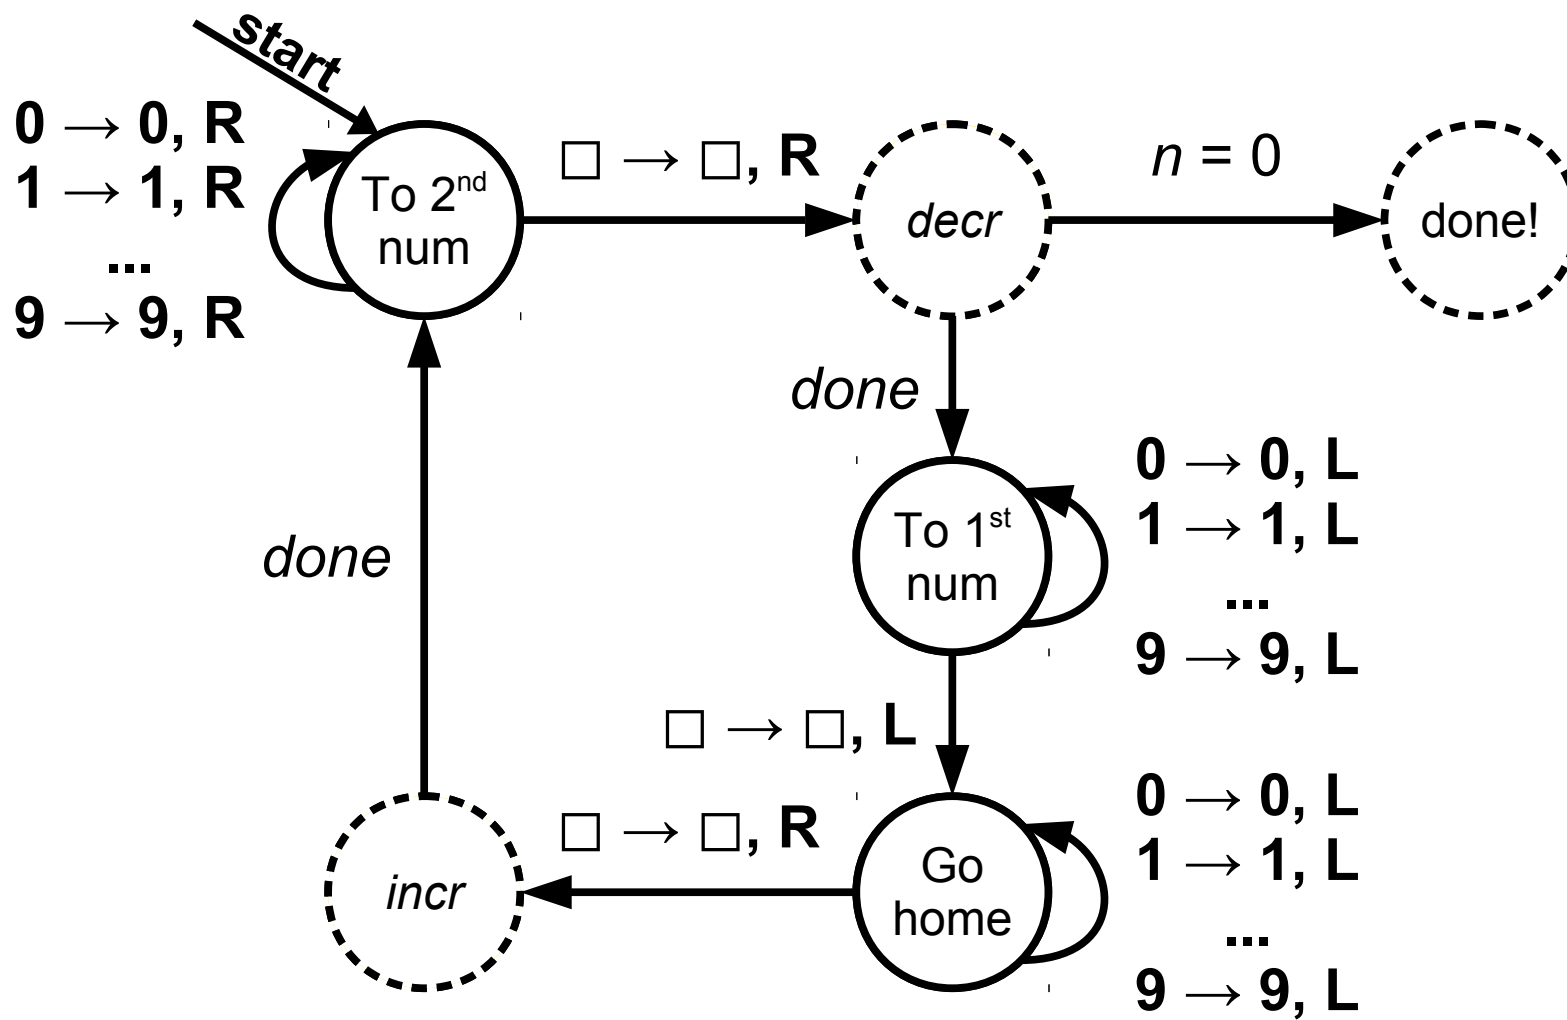 start
0 → 0, R
1 → 1, R
...
9 → 9, R
To 2nd
num
□ → □, R
decr
n = 0
done!
done
To 1st
num
0 → 0, L
1 → 1, L
...
9 → 9, L
□ → □, L
Go
home
0 → 0, L
1 → 1, L
...
9 → 9, L
□ → □, R
incr
done